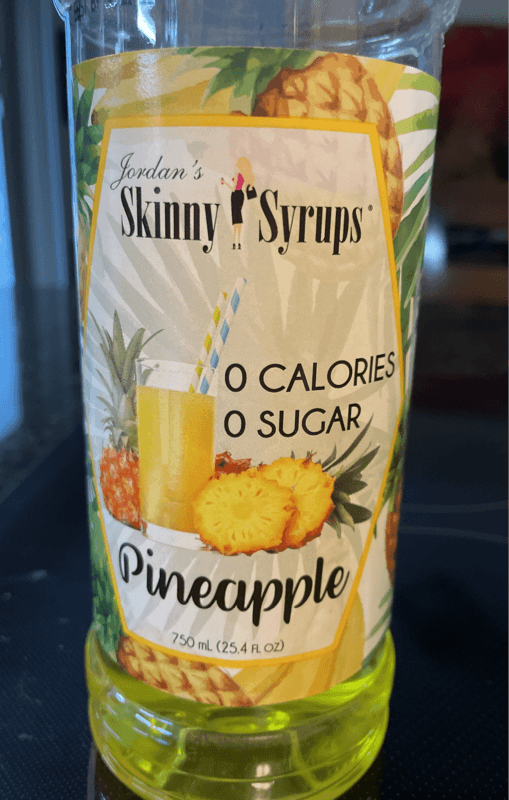 Jordan's
Skinny Syrups®
0 CALORIES
0 SUGAR
Pineapple
750 mL (25.4 FL OZ)